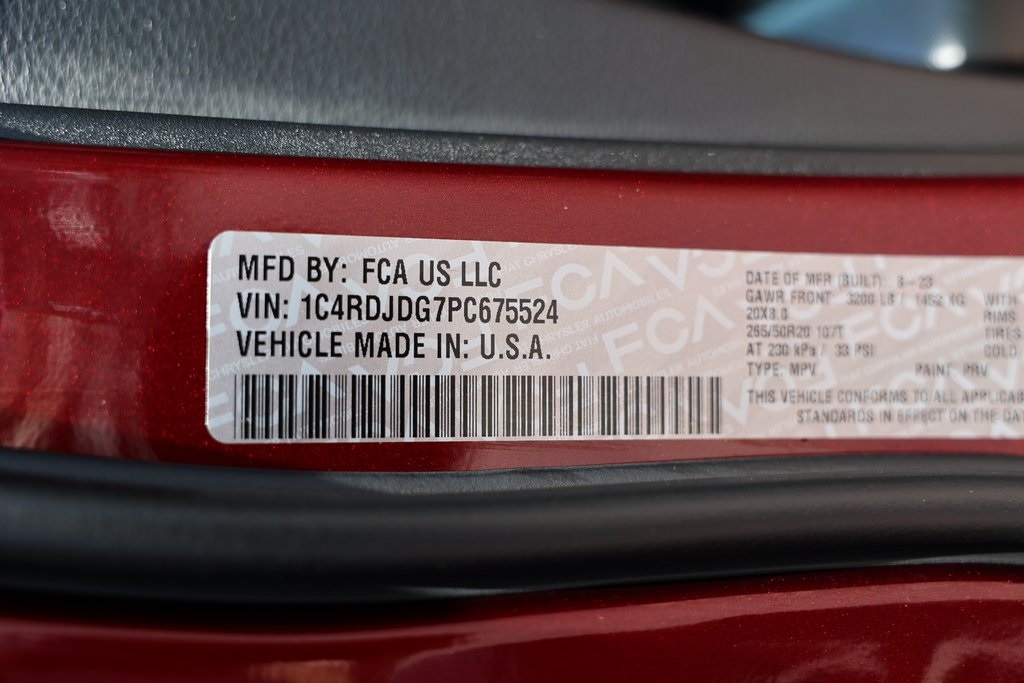 MFD BY: FCA US LLC
VIN: 1C4RDJDG7PC675524
VEHICLE MADE IN: U.S.A.
DATE OF MFR (BUILT): 8-23
GAWR FRONT 3200 LB / 1452 KG WITH
20X8.0 RIMS
265/50R20 107T TIRES
AT 230 kPa / 33 PSI COLD
TYPE: MPV PAINT PRV
THIS VEHICLE CONFORMS TO ALL APPLICAB
STANDARDS IN EFFECT ON THE DAT